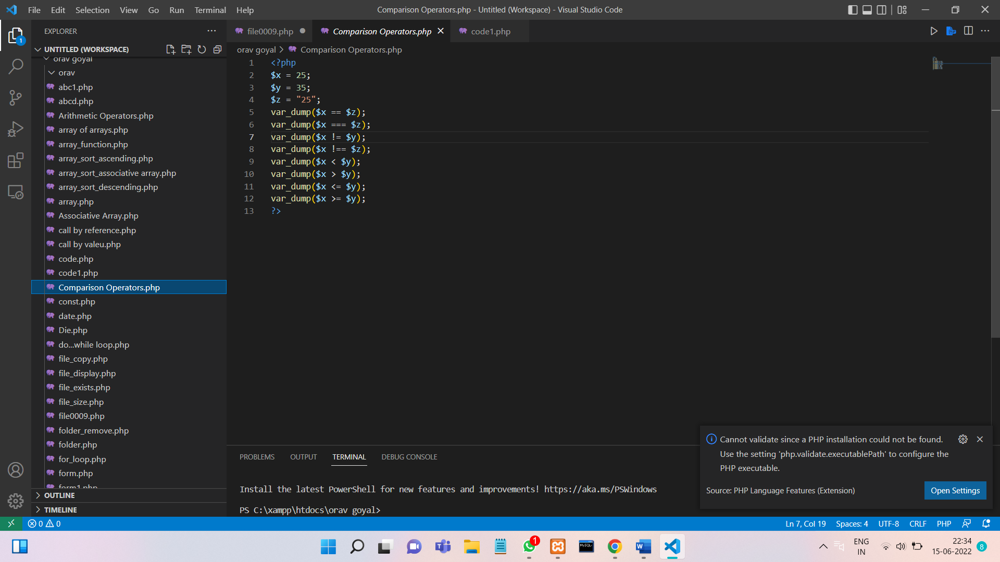 File Edit Selection View Go Run Terminal Help
Comparison Operators.php - Untitled (Workspace) - Visual Studio Code
EXPLORER
1
UNTITLED (WORKSPACE)
orav goyal
orav
abc1.php
abcd.php
Arithmetic Operators.php
array of arrays.php
array_function.php
array_sort_ascending.php
array_sort_associative array.php
array_sort_descending.php
array.php
Associative Array.php
call by reference.php
call by valeu.php
code.php
code1.php
Comparison Operators.php
const.php
date.php
Die.php
do...while loop.php
file_copy.php
file_display.php
file_exists.php
file_size.php
file0009.php
folder_remove.php
folder.php
for_loop.php
form.php
form1.php
OUTLINE
TIMELINE
file0009.php
Comparison Operators.php
code1.php
orav goyal > Comparison Operators.php
1 <?php
2 $x = 25;
3 $y = 35;
4 $z = "25";
5 var_dump($x == $z);
6 var_dump($x === $z);
7 var_dump($x != $y);
8 var_dump($x !== $z);
9 var_dump($x < $y);
10 var_dump($x > $y);
11 var_dump($x <= $y);
12 var_dump($x >= $y);
13 ?>
PROBLEMS OUTPUT TERMINAL DEBUG CONSOLE
Install the latest PowerShell for new features and improvements! https://aka.ms/PSWindows
PS C:\xampp\htdocs\orav goyal>
Cannot validate since a PHP installation could not be found.
Use the setting 'php.validate.executablePath' to configure the
PHP executable.
Source: PHP Language Features (Extension)
Open Settings
0 0
Ln 7, Col 19 Spaces: 4 UTF-8 CRLF PHP
1
MySQL
ENG
IN
22:34
15-06-2022
8